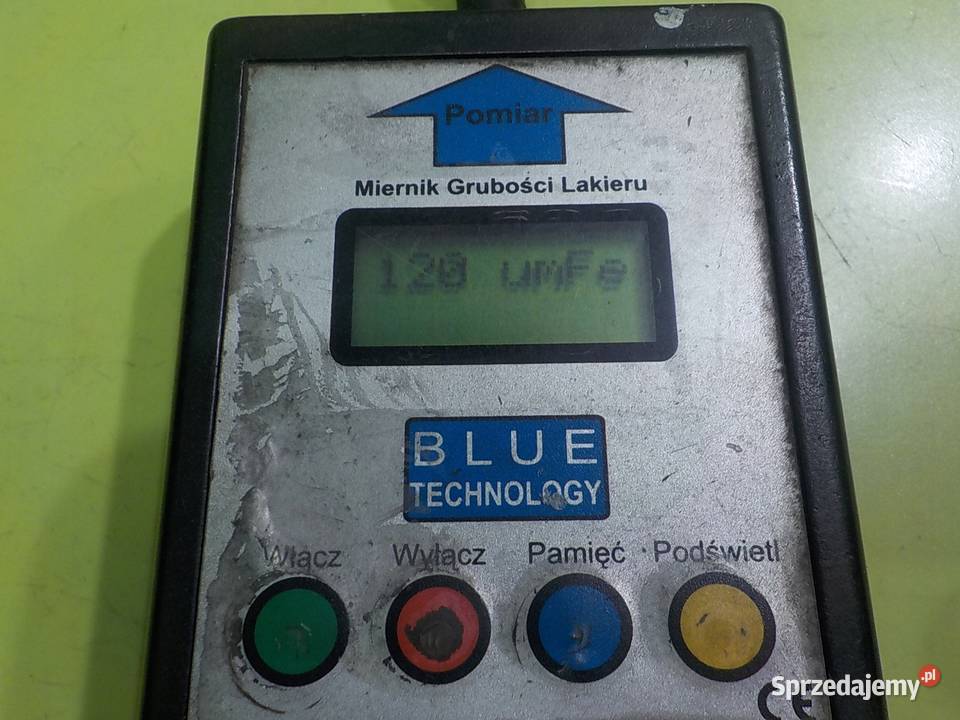 Pomiar
Miernik Grubości Lakieru
120 umFe
BLUE
TECHNOLOGY
Włącz Wyłącz Pamięć Podświetl
CE
Sprzedajemy.pl